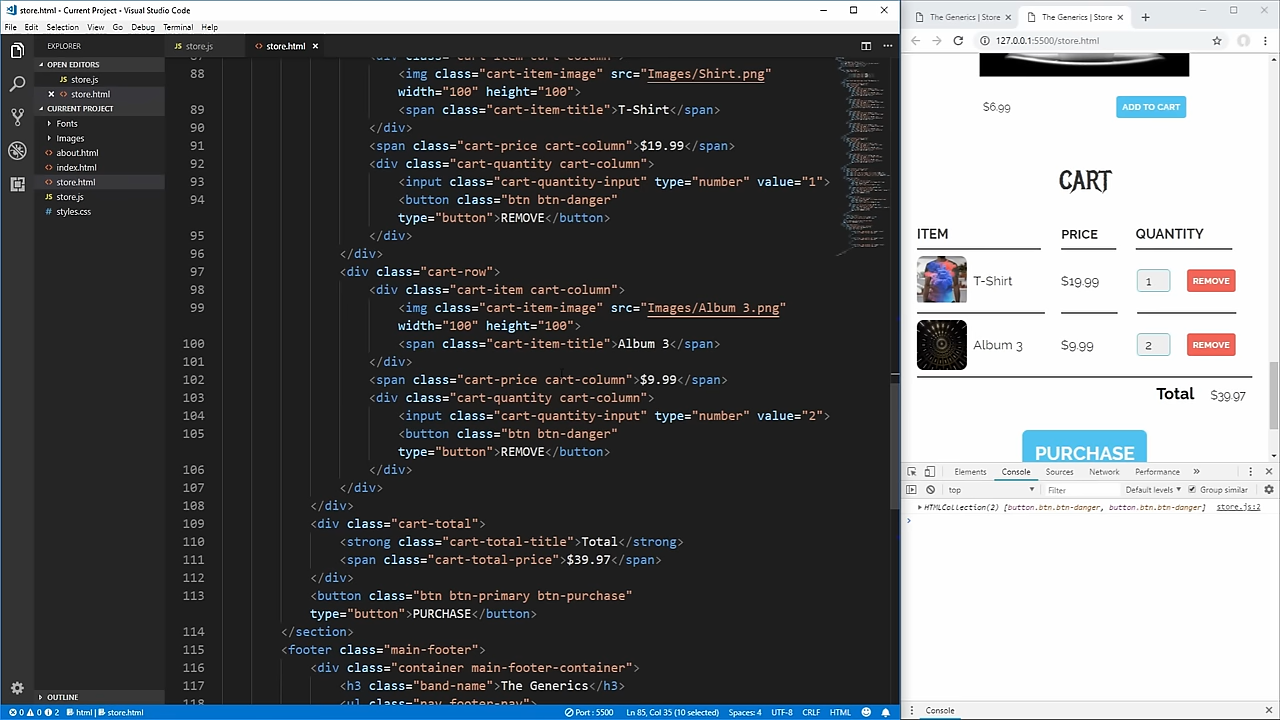 store.html - Current Project - Visual Studio Code
File Edit Selection View Go Debug Terminal Help
EXPLORER
OPEN EDITORS
store.js
store.html
CURRENT PROJECT
Fonts
Images
about.html
index.html
store.html
store.js
styles.css
OUTLINE
store.js
store.html
88 <img class="cart-item-image" src="Images/Shirt.png"
width="100" height="100">
89 <span class="cart-item-title">T-Shirt</span>
90 </div>
91 <span class="cart-price cart-column">$19.99</span>
92 <div class="cart-quantity cart-column">
93 <input class="cart-quantity-input" type="number" value="1">
94 <button class="btn btn-danger"
type="button">REMOVE</button>
95 </div>
96 </div>
97 <div class="cart-row">
98 <div class="cart-item cart-column">
99 <img class="cart-item-image" src="Images/Album 3.png"
width="100" height="100">
100 <span class="cart-item-title">Album 3</span>
101 </div>
102 <span class="cart-price cart-column">$9.99</span>
103 <div class="cart-quantity cart-column">
104 <input class="cart-quantity-input" type="number" value="2">
105 <button class="btn btn-danger"
type="button">REMOVE</button>
106 </div>
107 </div>
108 </div>
109 <div class="cart-total">
110 <strong class="cart-total-title">Total</strong>
111 <span class="cart-total-price">$39.97</span>
112 </div>
113 <button class="btn btn-primary btn-purchase"
type="button">PURCHASE</button>
114 </section>
115 <footer class="main-footer">
116 <div class="container main-footer-container">
117 <h3 class="band-name">The Generics</h3>
0 0 0 2 html | store.html
Port : 5500 Ln 85, Col 35 (10 selected) Spaces: 4 UTF-8 CRLF HTML
The Generics | Store
The Generics | Store
127.0.0.1:5500/store.html
$6.99 ADD TO CART
CART
ITEM PRICE QUANTITY
T-Shirt $19.99 1 REMOVE
Album 3 $9.99 2 REMOVE
Total $39.97
PURCHASE
Elements Console Sources Network Performance »
top Filter Default levels Group similar
HTMLCollection(2) [button.btn.btn-danger, button.btn.btn-danger] store.js:2
Console